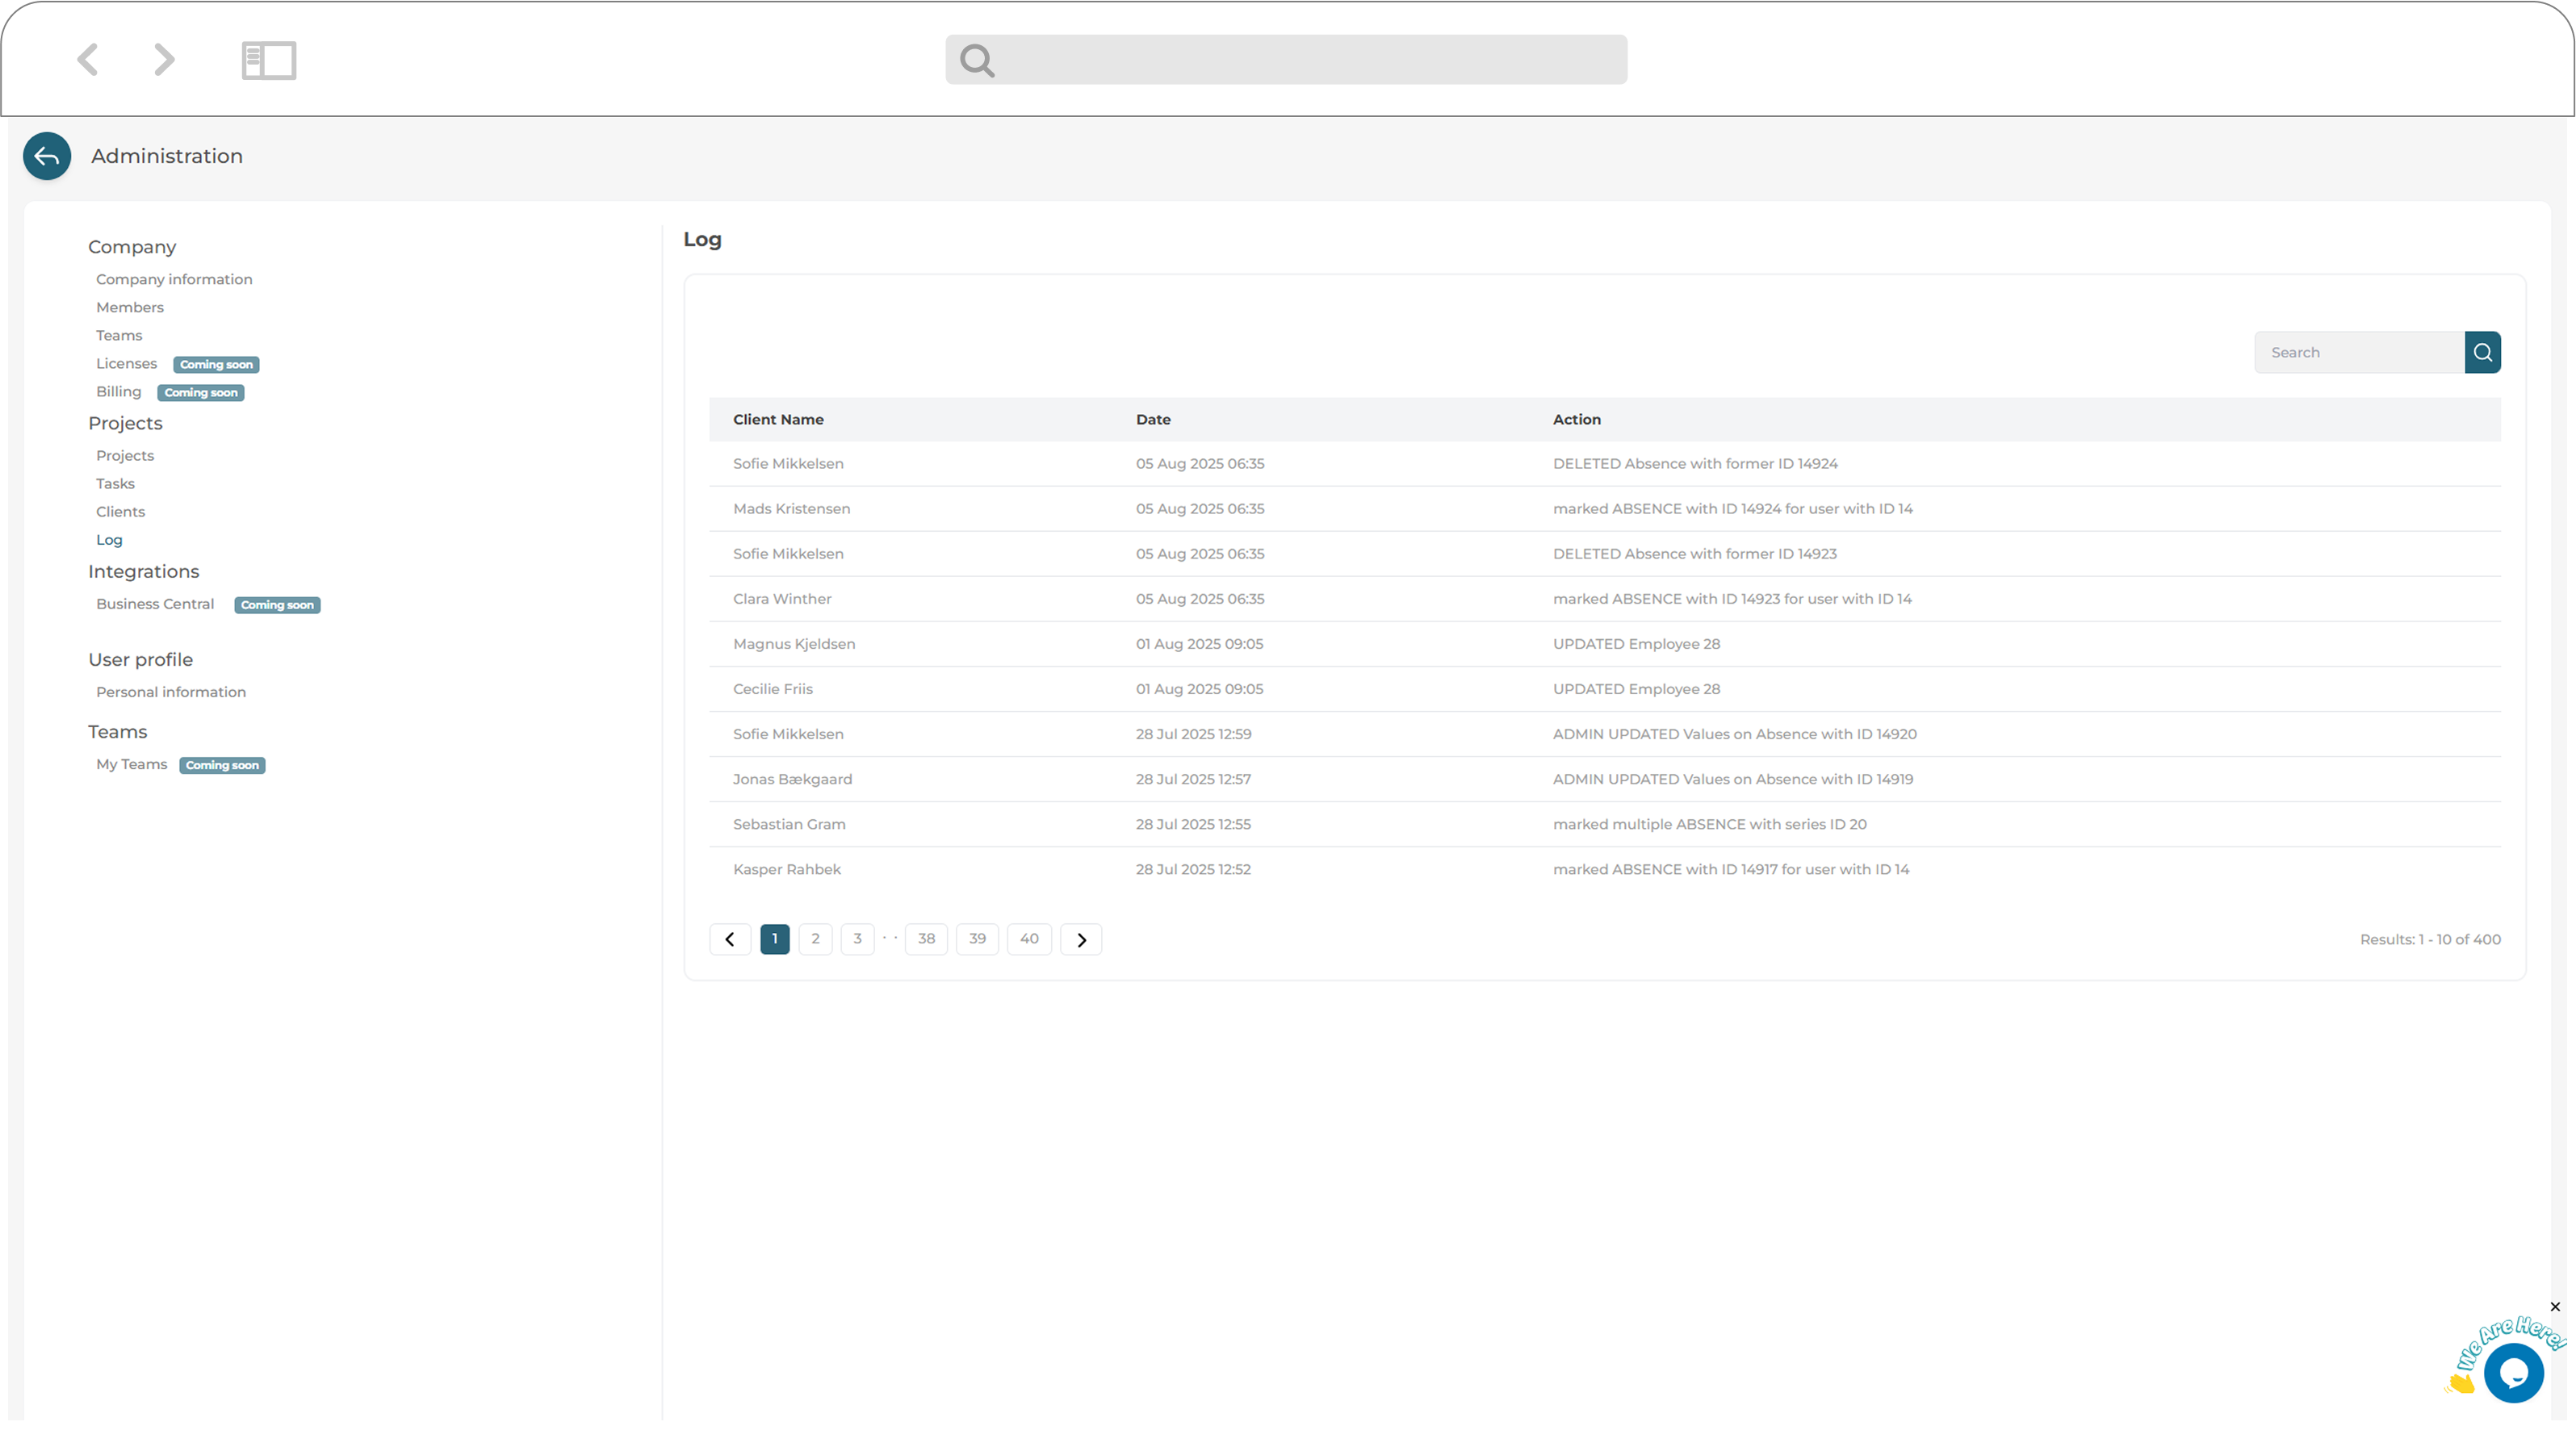 Administration
Company
Company information
Members
Teams
Licenses Coming soon
Billing Coming soon
Projects
Projects
Tasks
Clients
Log
Integrations
Business Central Coming soon
User profile
Personal information
Teams
My Teams Coming soon
Log
Search
Client Name Date Action
Sofie Mikkelsen 05 Aug 2025 06:35 DELETED Absence with former ID 14924
Mads Kristensen 05 Aug 2025 06:35 marked ABSENCE with ID 14924 for user with ID 14
Sofie Mikkelsen 05 Aug 2025 06:35 DELETED Absence with former ID 14923
Clara Winther 05 Aug 2025 06:35 marked ABSENCE with ID 14923 for user with ID 14
Magnus Kjeldsen 01 Aug 2025 09:05 UPDATED Employee 28
Cecilie Friis 01 Aug 2025 09:05 UPDATED Employee 28
Sofie Mikkelsen 28 Jul 2025 12:59 ADMIN UPDATED Values on Absence with ID 14920
Jonas Bækgaard 28 Jul 2025 12:57 ADMIN UPDATED Values on Absence with ID 14919
Sebastian Gram 28 Jul 2025 12:55 marked multiple ABSENCE with series ID 20
Kasper Rahbek 28 Jul 2025 12:52 marked ABSENCE with ID 14917 for user with ID 14
1 2 3 · · 38 39 40
Results: 1 - 10 of 400
We Are Here!